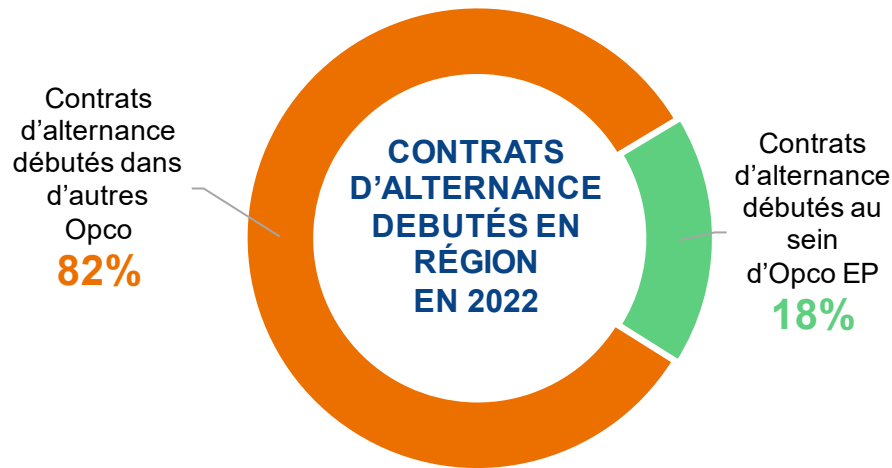 Contrats
d’alternance
débutés dans
d’autres
Opco
82%
CONTRATS
D’ALTERNANCE
DEBUTÉS EN
RÉGION
EN 2022
Contrats
d’alternance
débutés au
sein
d’Opco EP
18%